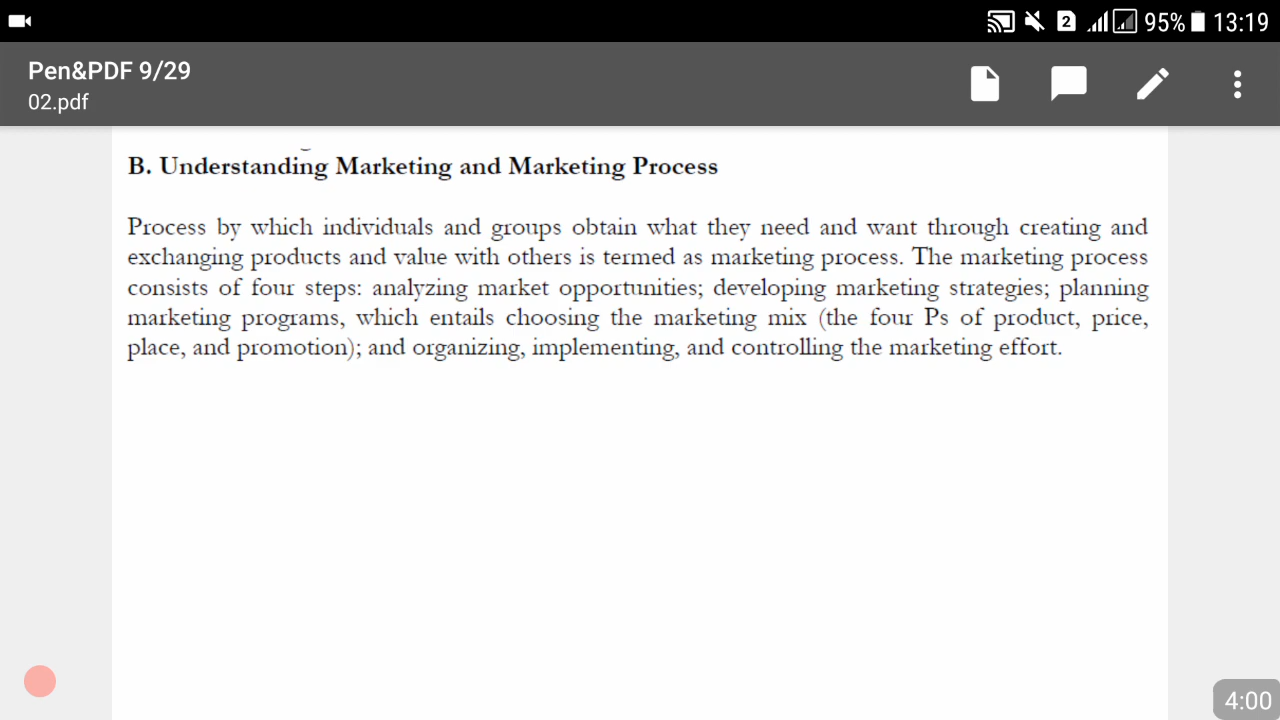 2 95% 13:19
Pen&PDF 9/29
02.pdf
B. Understanding Marketing and Marketing Process
Process by which individuals and groups obtain what they need and want through creating and
exchanging products and value with others is termed as marketing process. The marketing process
consists of four steps: analyzing market opportunities; developing marketing strategies; planning
marketing programs, which entails choosing the marketing mix (the four Ps of product, price,
place, and promotion); and organizing, implementing, and controlling the marketing effort.
4:00